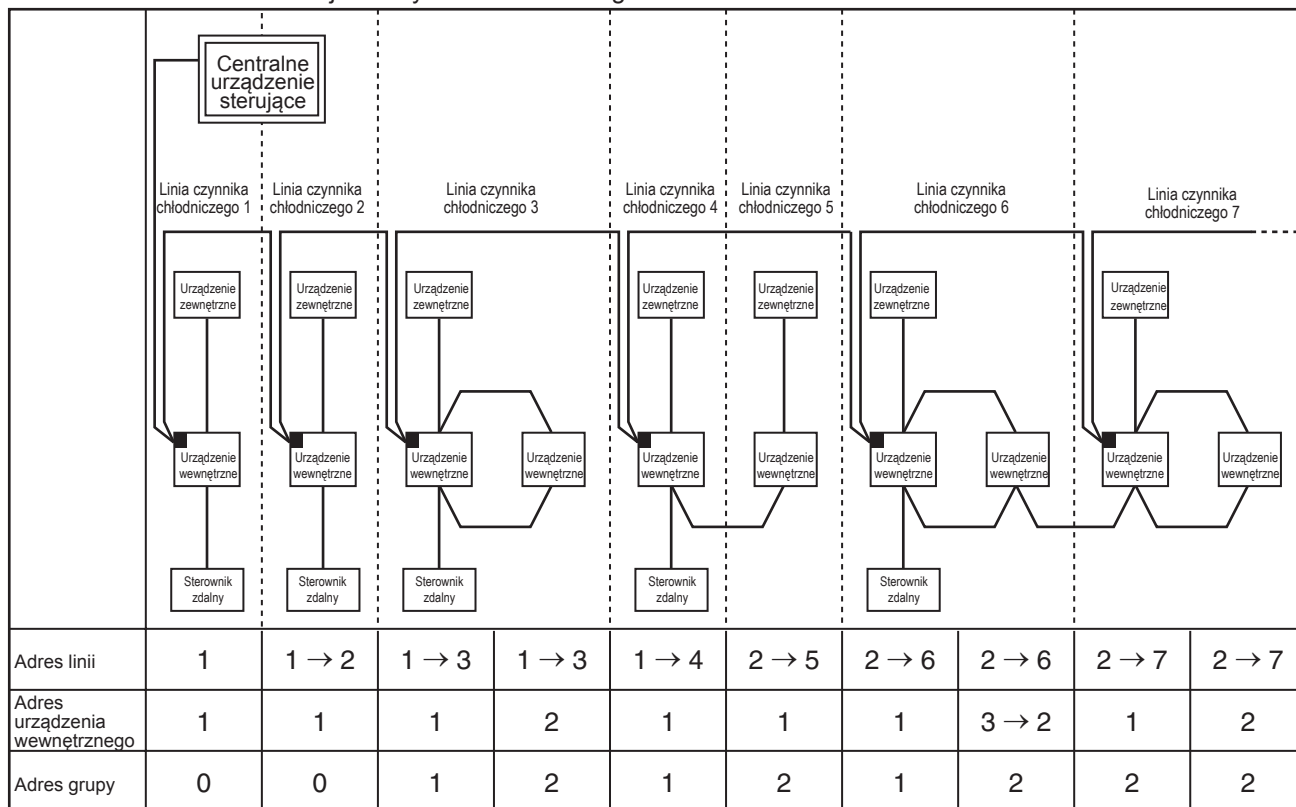 Centralne
urządzenie
sterujące
Linia czynnika
chłodniczego 1
Linia czynnika
chłodniczego 2
Linia czynnika
chłodniczego 3
Linia czynnika
chłodniczego 4
Linia czynnika
chłodniczego 5
Linia czynnika
chłodniczego 6
Linia czynnika
chłodniczego 7
Urządzenie
zewnętrzne
Urządzenie
zewnętrzne
Urządzenie
zewnętrzne
Urządzenie
zewnętrzne
Urządzenie
zewnętrzne
Urządzenie
zewnętrzne
Urządzenie
zewnętrzne
Urządzenie
wewnętrzne
Urządzenie
wewnętrzne
Urządzenie
wewnętrzne
Urządzenie
wewnętrzne
Urządzenie
wewnętrzne
Urządzenie
wewnętrzne
Urządzenie
wewnętrzne
Urządzenie
wewnętrzne
Urządzenie
wewnętrzne
Urządzenie
wewnętrzne
Sterownik
zdalny
Sterownik
zdalny
Sterownik
zdalny
Sterownik
zdalny
Sterownik
zdalny
Adres linii 1 1 → 2 1 → 3 1 → 3 1 → 4 2 → 5 2 → 6 2 → 6 2 → 7 2 → 7
Adres
urządzenia
wewnętrznego 1 1 1 2 1 1 1 3 → 2 1 2
Adres grupy 0 0 1 2 1 2 1 2 2 2